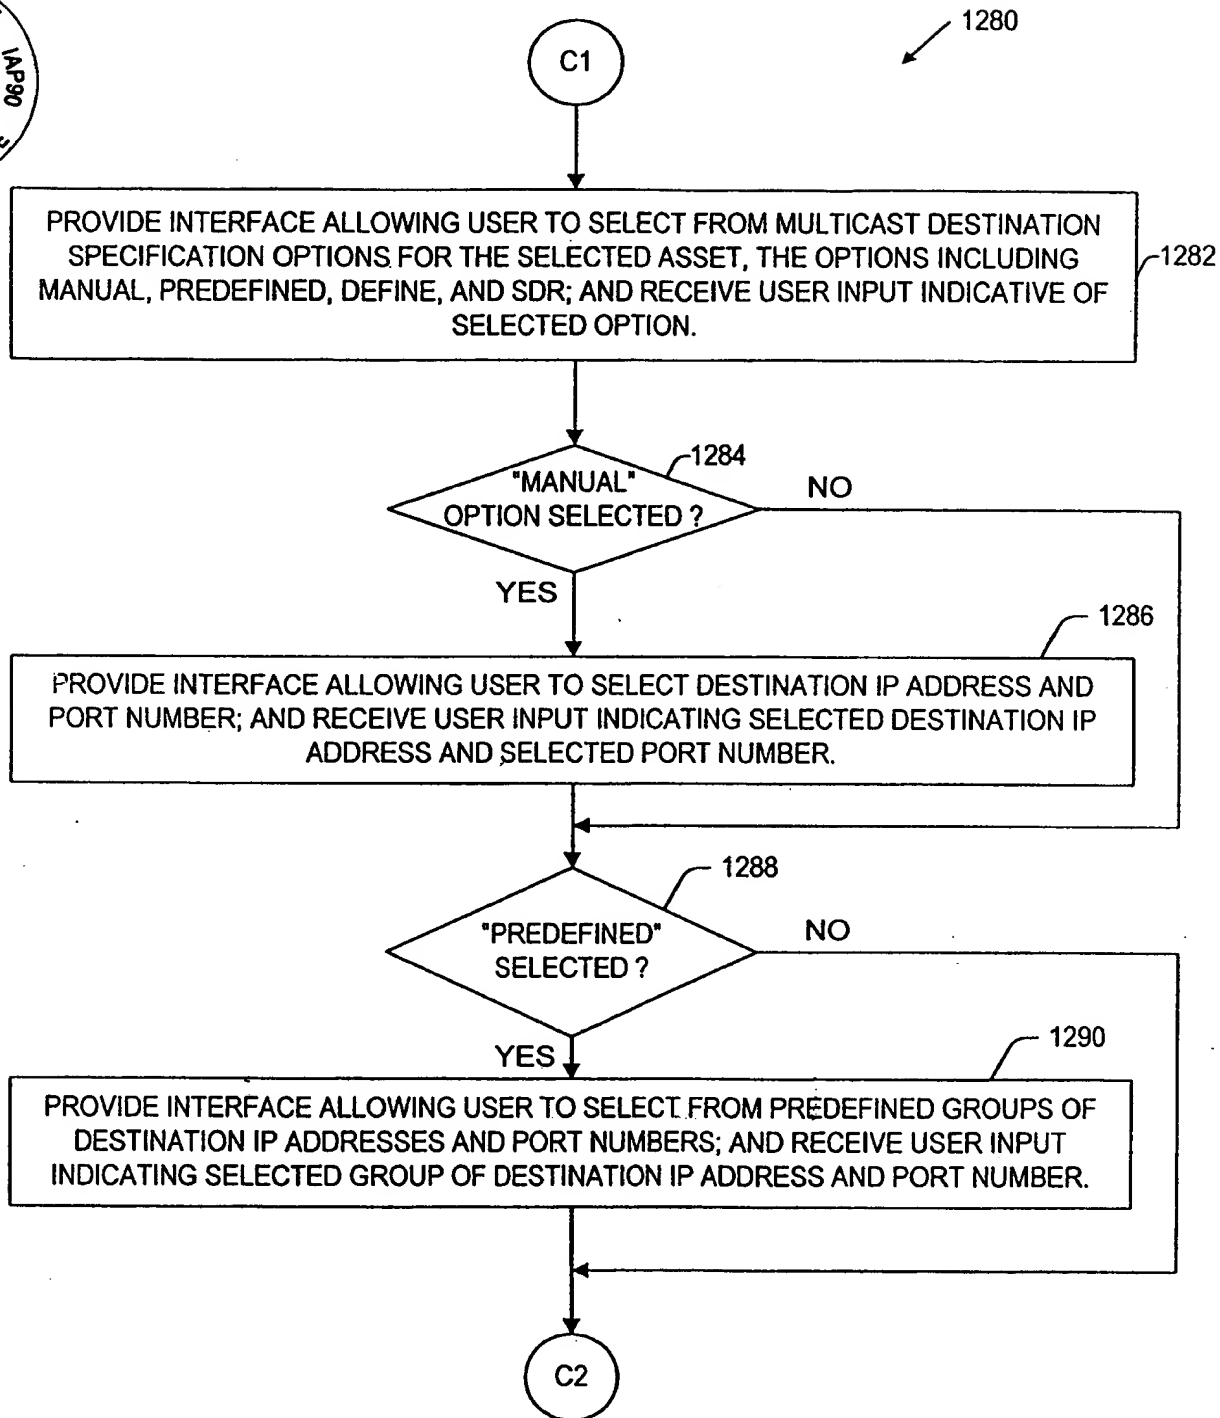 IAP90
1280
C1
PROVIDE INTERFACE ALLOWING USER TO SELECT FROM MULTICAST DESTINATION
SPECIFICATION OPTIONS FOR THE SELECTED ASSET, THE OPTIONS INCLUDING
MANUAL, PREDEFINED, DEFINE, AND SDR; AND RECEIVE USER INPUT INDICATIVE OF
SELECTED OPTION.
1282
1284
"MANUAL"
OPTION SELECTED ?
NO
YES
1286
PROVIDE INTERFACE ALLOWING USER TO SELECT DESTINATION IP ADDRESS AND
PORT NUMBER; AND RECEIVE USER INPUT INDICATING SELECTED DESTINATION IP
ADDRESS AND SELECTED PORT NUMBER.
1288
"PREDEFINED"
SELECTED ?
NO
YES
1290
PROVIDE INTERFACE ALLOWING USER TO SELECT FROM PREDEFINED GROUPS OF
DESTINATION IP ADDRESSES AND PORT NUMBERS; AND RECEIVE USER INPUT
INDICATING SELECTED GROUP OF DESTINATION IP ADDRESS AND PORT NUMBER.
C2